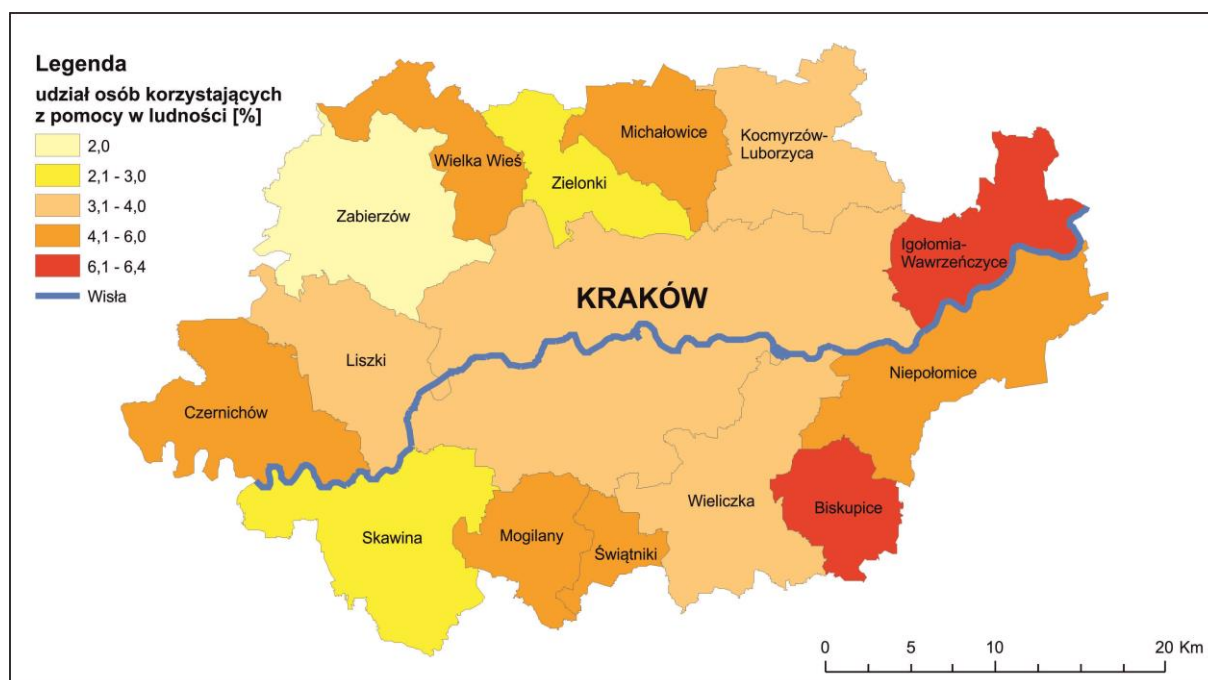 Legenda
udział osób korzystających
z pomocy w ludności [%]
2,0
2,1 - 3,0
3,1 - 4,0
4,1 - 6,0
6,1 - 6,4
Wisła
Michałowice
Kocmyrzów-
Luborzyca
Wielka Wieś
Zielonki
Zabierzów
Igołomia-
Wawrzeńczyce
KRAKÓW
Liszki
Niepołomice
Czernichów
Wieliczka
Biskupice
Skawina
Mogilany
Świątniki
0 5 10 20 Km